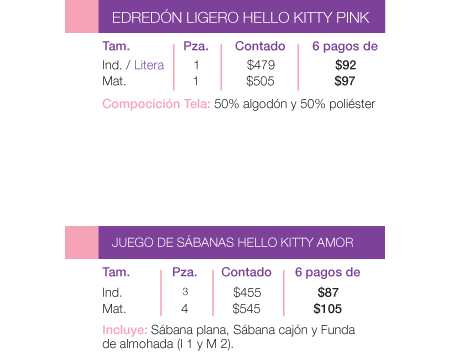 EDREDÓN LIGERO HELLO KITTY PINK
Tam. Pza. Contado 6 pagos de
Ind. / Litera 1 $479 $92
Mat. 1 $505 $97
Compocición Tela: 50% algodón y 50% poliéster
JUEGO DE SÁBANAS HELLO KITTY AMOR
Tam. Pza. Contado 6 pagos de
Ind. 3 $455 $87
Mat. 4 $545 $105
Incluye: Sábana plana, Sábana cajón y Funda
de almohada (I 1 y M 2).